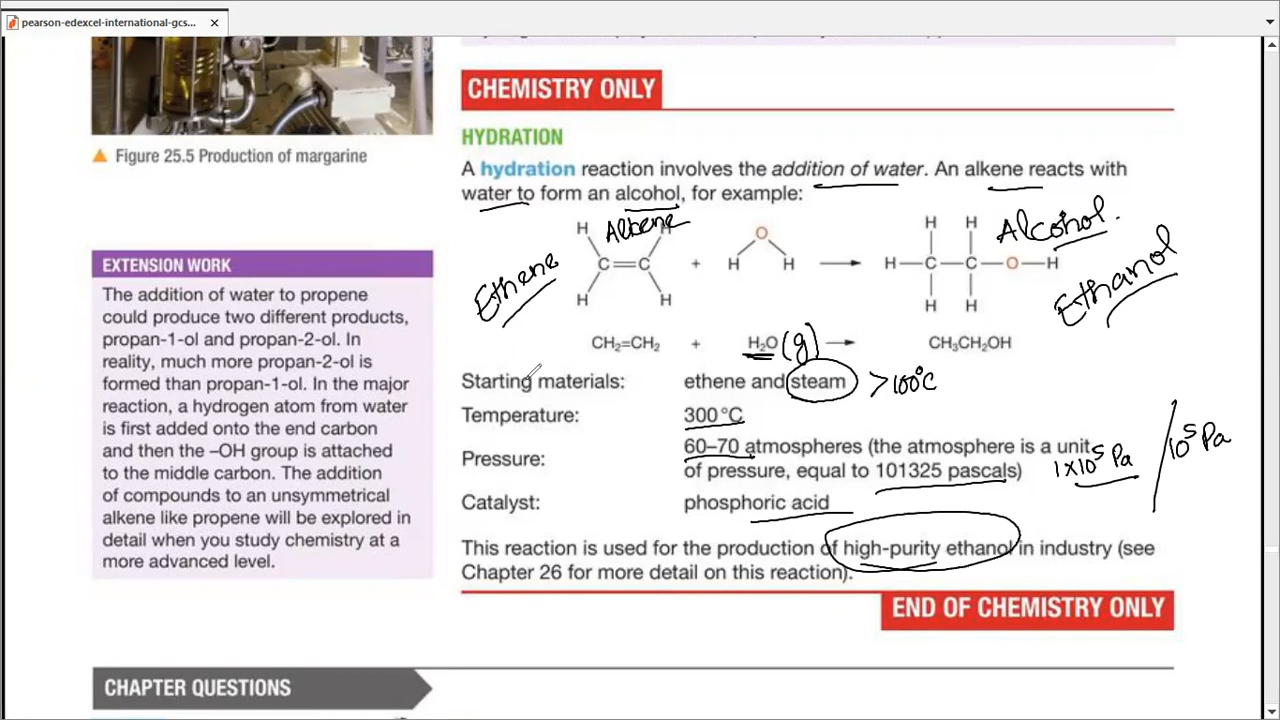 pearson-edexcel-international-gcs...
Figure 25.5 Production of margarine
EXTENSION WORK
The addition of water to propene
could produce two different products,
propan-1-ol and propan-2-ol. In
reality, much more propan-2-ol is
formed than propan-1-ol. In the major
reaction, a hydrogen atom from water
is first added onto the end carbon
and then the –OH group is attached
to the middle carbon. The addition
of compounds to an unsymmetrical
alkene like propene will be explored in
detail when you study chemistry at a
more advanced level.
CHEMISTRY ONLY
HYDRATION
A hydration reaction involves the addition of water. An alkene reacts with
water to form an alcohol, for example:
H Alkene H O H H Alcohol.
Ethene C=C + H H → H—C—C—O—H Ethanol
H H H H
CH₂=CH₂ + H₂O (g) → CH₃CH₂OH
Starting materials: ethene and steam >100°C
Temperature: 300 °C
Pressure: 60–70 atmospheres (the atmosphere is a unit
of pressure, equal to 101325 pascals) 1×10⁵ Pa / 10⁵ Pa
Catalyst: phosphoric acid
This reaction is used for the production of high-purity ethanol in industry (see
Chapter 26 for more detail on this reaction).
END OF CHEMISTRY ONLY
CHAPTER QUESTIONS